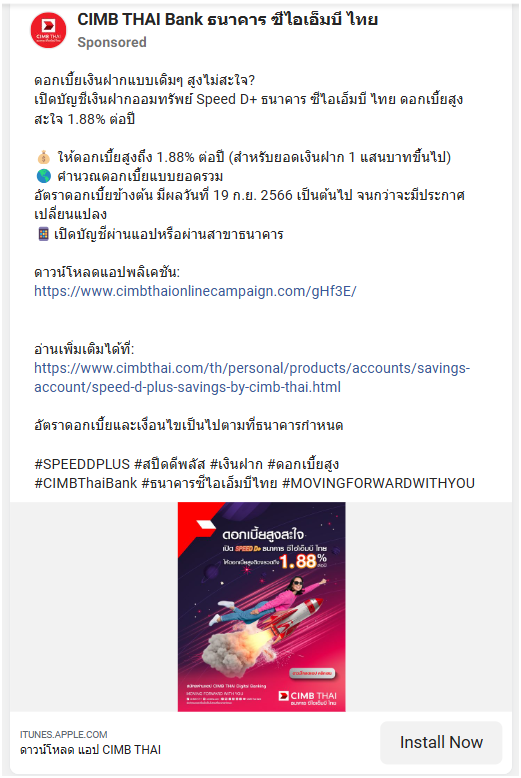 CIMB THAI
CIMB THAI Bank ธนาคาร ซีไอเอ็มบี ไทย
Sponsored
ดอกเบี้ยเงินฝากแบบเดิมๆ สูงไม่สะใจ?
เปิดบัญชีเงินฝากออมทรัพย์ Speed D+ ธนาคาร ซีไอเอ็มบี ไทย ดอกเบี้ยสูง
สะใจ 1.88% ต่อปี
💰 ให้ดอกเบี้ยสูงถึง 1.88% ต่อปี (สำหรับยอดเงินฝาก 1 แสนบาทขึ้นไป)
🌎 คำนวณดอกเบี้ยแบบยอดรวม
อัตราดอกเบี้ยข้างต้น มีผลวันที่ 19 ก.ย. 2566 เป็นต้นไป จนกว่าจะมีประกาศ
เปลี่ยนแปลง
📱 เปิดบัญชีผ่านแอปหรือผ่านสาขาธนาคาร
ดาวน์โหลดแอปพลิเคชัน:
https://www.cimbthaionlinecampaign.com/gHf3E/
อ่านเพิ่มเติมได้ที่:
https://www.cimbthai.com/th/personal/products/accounts/savings-
account/speed-d-plus-savings-by-cimb-thai.html
อัตราดอกเบี้ยและเงื่อนไขเป็นไปตามที่ธนาคารกำหนด
#SPEEDDPLUS #สปีดดีพลัส #เงินฝาก #ดอกเบี้ยสูง
#CIMBThaiBank #ธนาคารซีไอเอ็มบีไทย #MOVINGFORWARDWITHYOU
ดอกเบี้ยสูงสะใจ
เปิด SPEED D+ ธนาคาร ซีไอเอ็มบี ไทย
1.88% ต่อปี
CIMB THAI Digital Banking
MOVING FORWARD WITH YOU
CIMB THAI
ธนาคาร ซีไอเอ็มบี ไทย
ITUNES.APPLE.COM
ดาวน์โหลด แอป CIMB THAI
Install Now